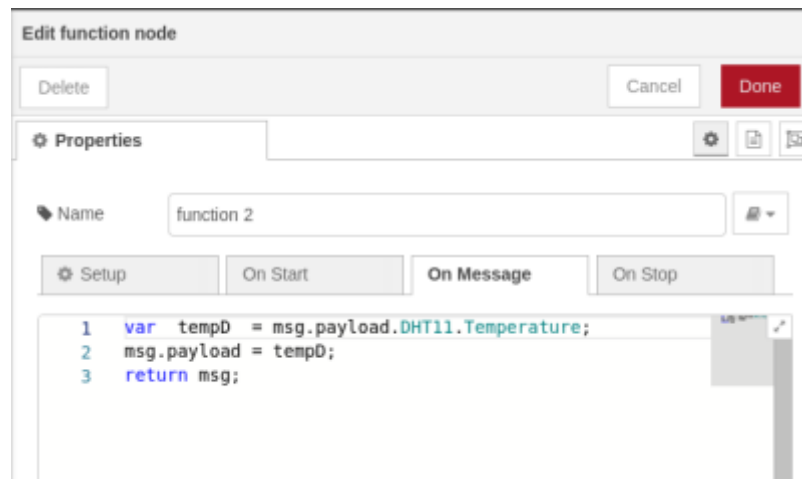 Edit function node
Delete Cancel Done
Properties
Name function 2
Setup On Start On Message On Stop
1 var  tempD  = msg.payload.DHT11.Temperature;
2 msg.payload = tempD;
3 return msg;